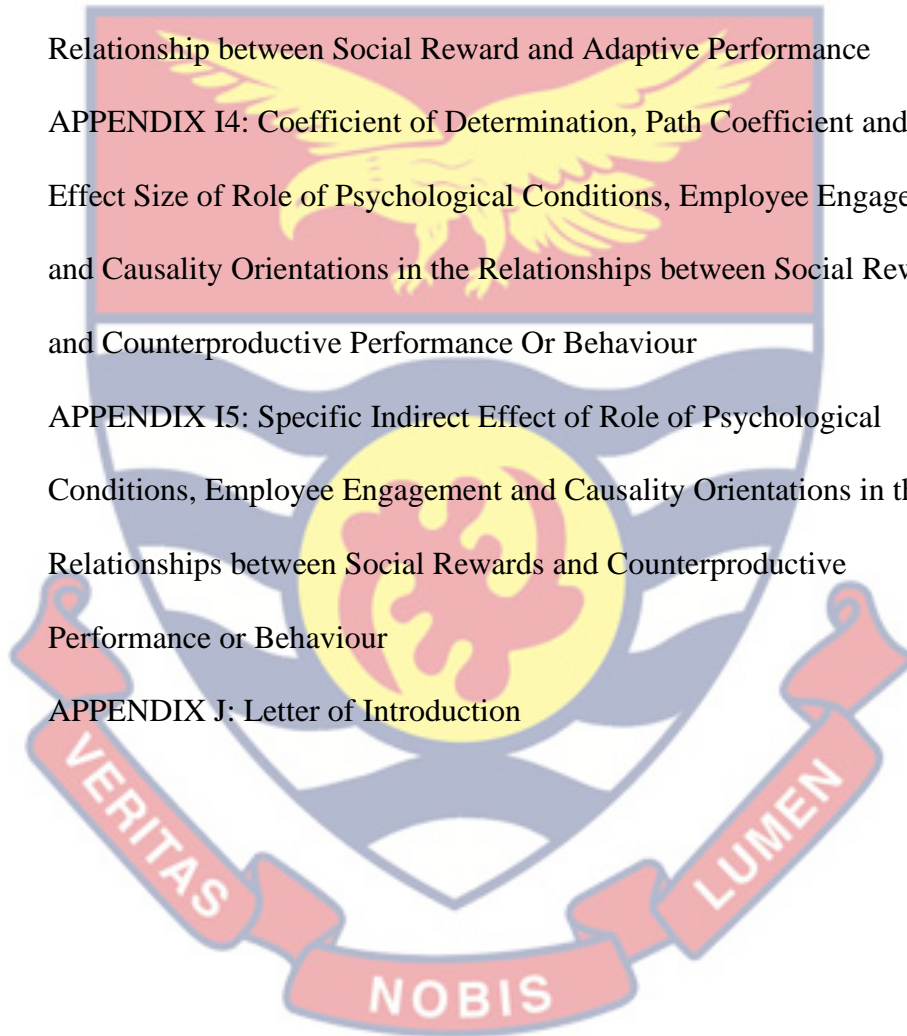 Relationship between Social Reward and Adaptive Performance
APPENDIX I4: Coefficient of Determination, Path Coefficient and
Effect Size of Role of Psychological Conditions, Employee Engage
and Causality Orientations in the Relationships between Social Rew
and Counterproductive Performance Or Behaviour
APPENDIX I5: Specific Indirect Effect of Role of Psychological
Conditions, Employee Engagement and Causality Orientations in th
Relationships between Social Rewards and Counterproductive
Performance or Behaviour
APPENDIX J: Letter of Introduction
VERITAS
NOBIS
LUMEN